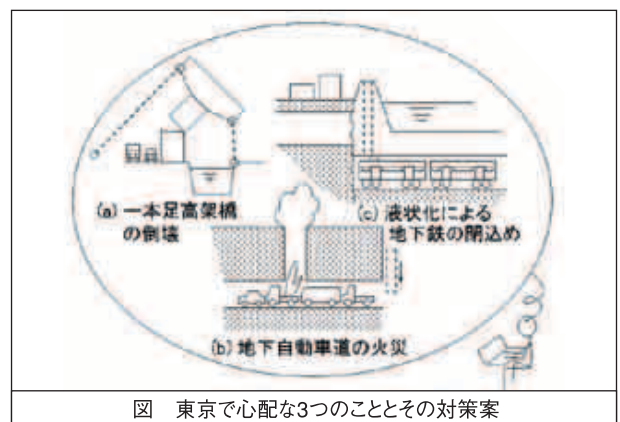 (a) 一本足高架橋
の倒壊
(c) 液状化による
地下鉄の閉込め
(b) 地下自動車道の火災
図 東京で心配な3つのこととその対策案